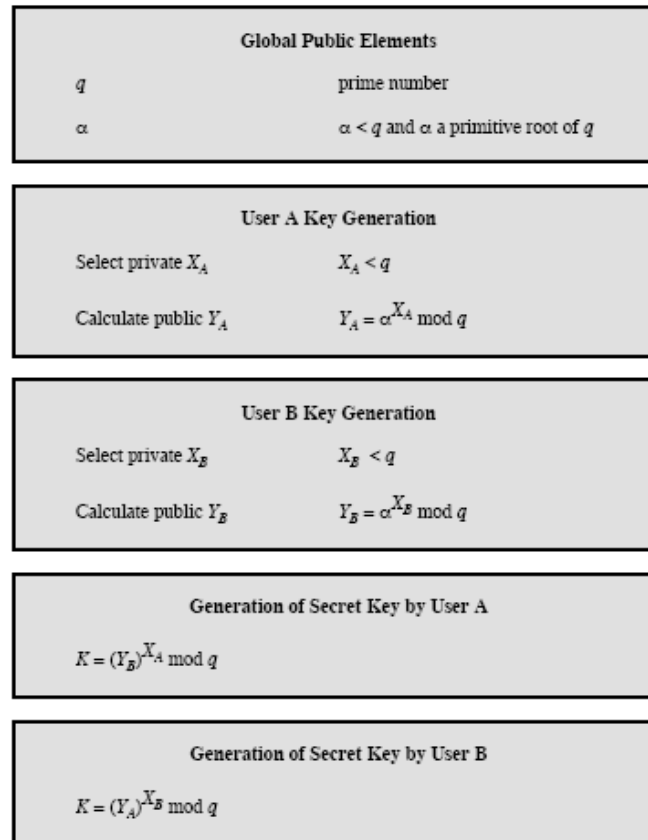 Global Public Elements
q prime number
α α < q and α a primitive root of q
User A Key Generation
Select private X_A X_A < q
Calculate public Y_A Y_A = α^{X_A} mod q
User B Key Generation
Select private X_B X_B < q
Calculate public Y_B Y_B = α^{X_B} mod q
Generation of Secret Key by User A
K = (Y_B)^{X_A} mod q
Generation of Secret Key by User B
K = (Y_A)^{X_B} mod q